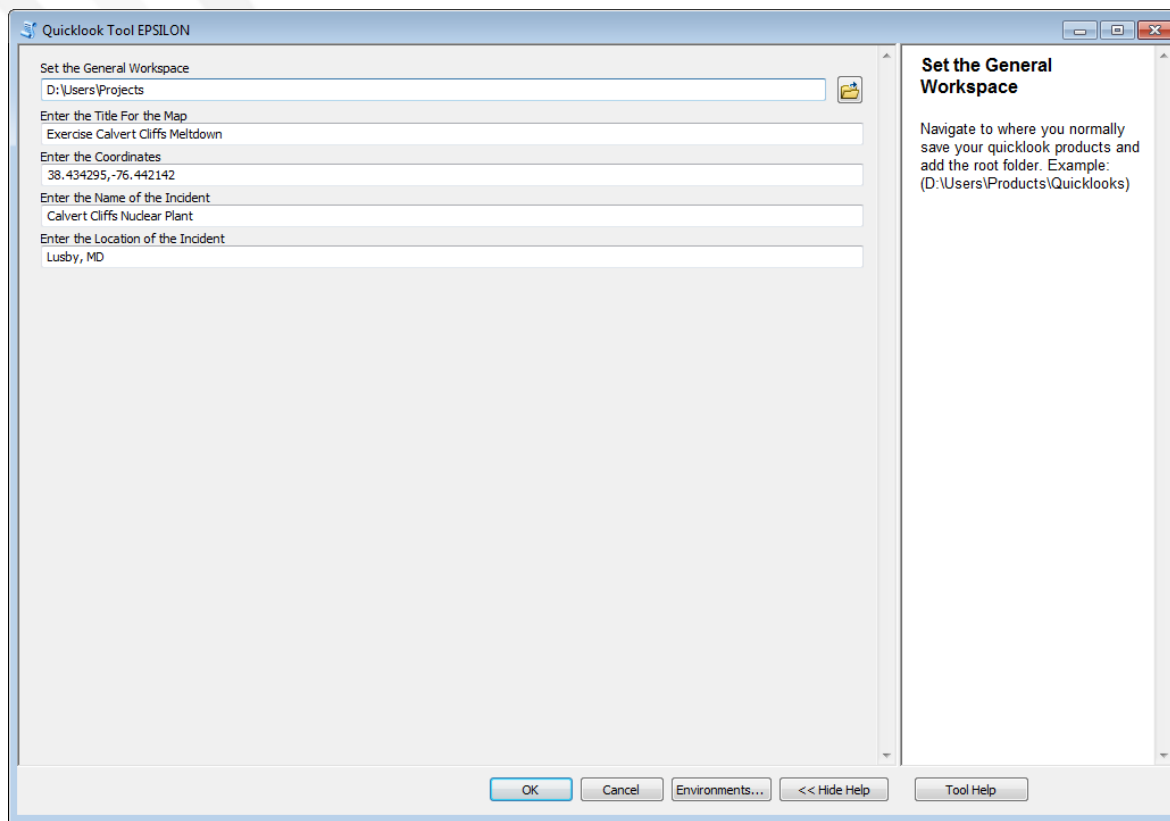 Quicklook Tool EPSILON
Set the General Workspace
D:\Users\Projects
Enter the Title For the Map
Exercise Calvert Cliffs Meltdown
Enter the Coordinates
38.434295,-76.442142
Enter the Name of the Incident
Calvert Cliffs Nuclear Plant
Enter the Location of the Incident
Lusby, MD
Set the General
Workspace
Navigate to where you normally
save your quicklook products and
add the root folder. Example:
(D:\Users\Products\Quicklooks)
OK Cancel Environments... << Hide Help Tool Help